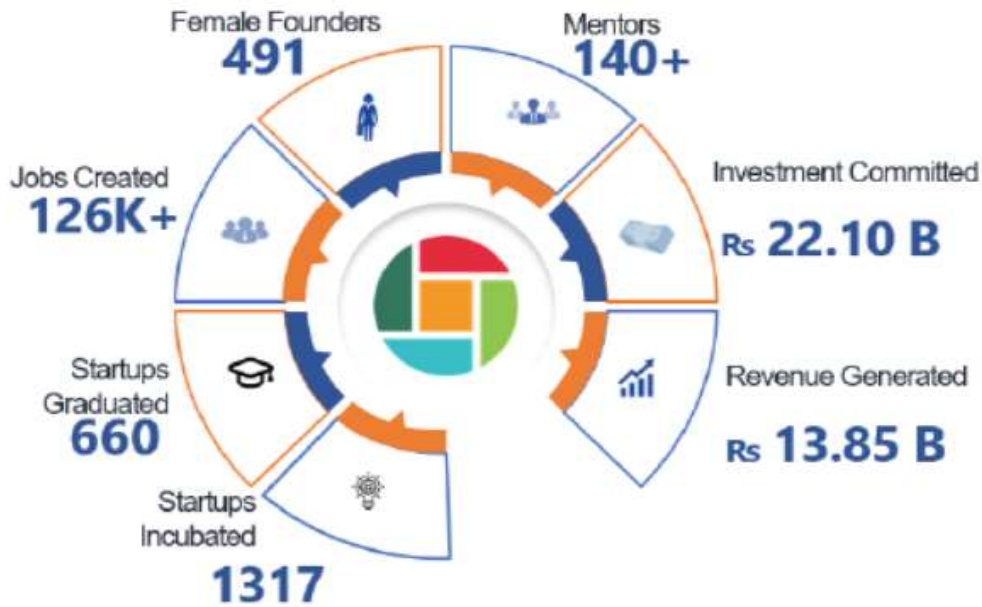 Female Founders
491
Mentors
140+
Jobs Created
126K+
Investment Committed
Rs 22.10 B
Startups
Graduated
660
Revenue Generated
Rs 13.85 B
Startups
Incubated
1317